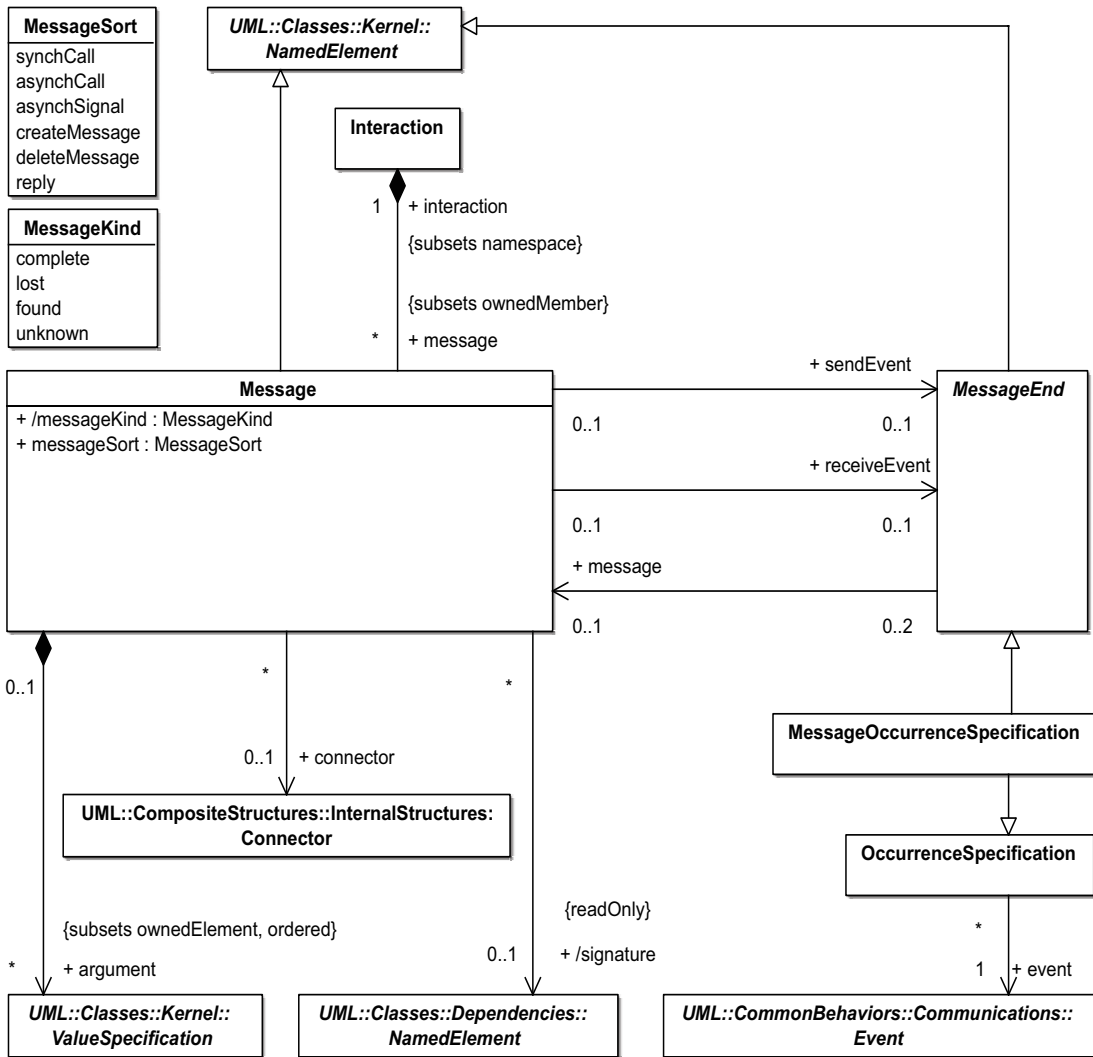 MessageSort
synchCall
asynchCall
asynchSignal
createMessage
deleteMessage
reply
UML::Classes::Kernel::
NamedElement
Interaction
MessageKind
complete
lost
found
unknown
1 + interaction
{subsets namespace}
{subsets ownedMember}
* + message
Message
+ /messageKind : MessageKind
+ messageSort : MessageSort
+ sendEvent
0..1 0..1
+ receiveEvent
0..1 0..1
+ message
0..1 0..2
MessageEnd
0..1
*
*
0..1 + connector
UML::CompositeStructures::InternalStructures:
Connector
MessageOccurrenceSpecification
OccurrenceSpecification
{subsets ownedElement, ordered}
* + argument
{readOnly}
0..1 + /signature
*
1 + event
UML::Classes::Kernel::
ValueSpecification
UML::Classes::Dependencies::
NamedElement
UML::CommonBehaviors::Communications::
Event